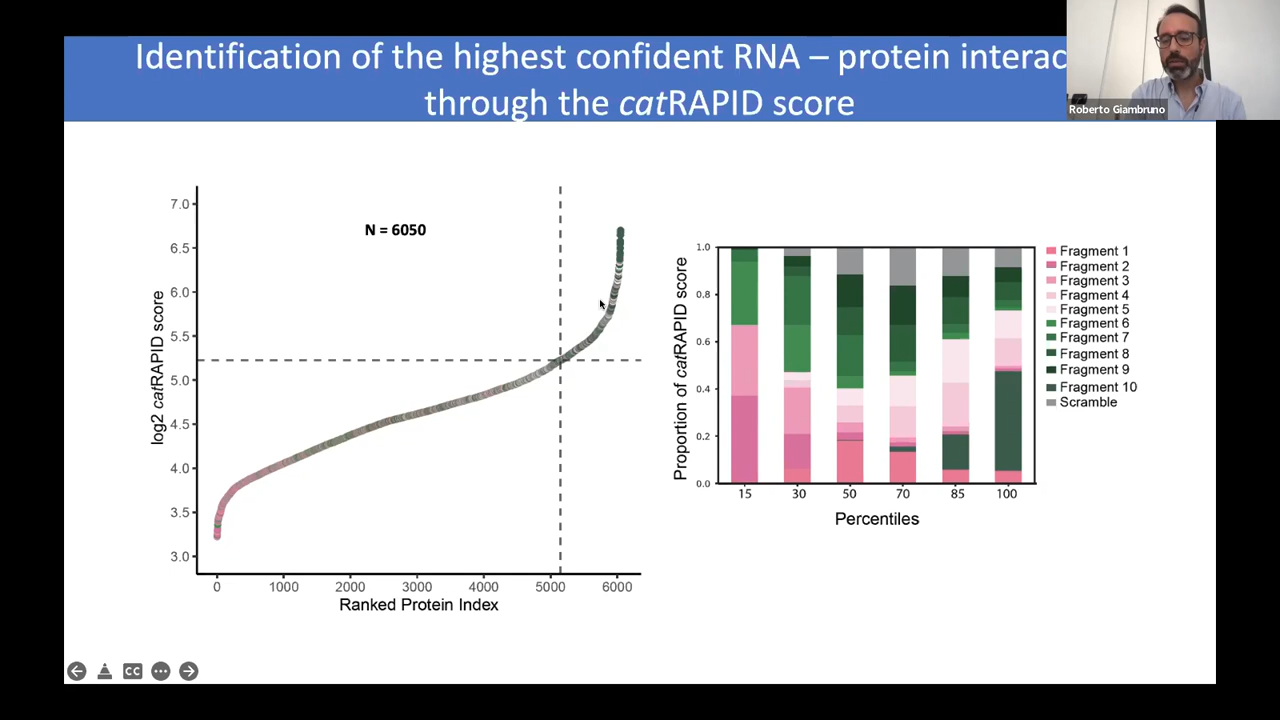 Identification of the highest confident RNA – protein interac
through the catRAPID score
Roberto Giambruno
log2 catRAPID score
7.0
6.5
6.0
5.5
5.0
4.5
4.0
3.5
3.0
N = 6050
0 1000 2000 3000 4000 5000 6000
Ranked Protein Index
Proportion of catRAPID score
1.0
0.8
0.6
0.4
0.2
0.0
15 30 50 70 85 100
Percentiles
Fragment 1
Fragment 2
Fragment 3
Fragment 4
Fragment 5
Fragment 6
Fragment 7
Fragment 8
Fragment 9
Fragment 10
Scramble
CC